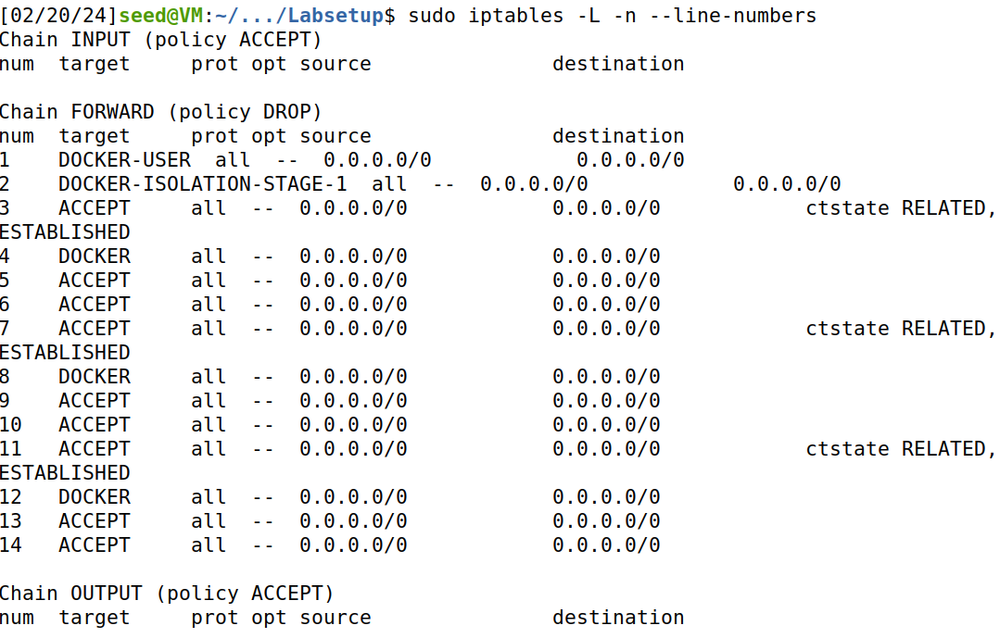 [02/20/24]seed@VM:~/.../Labsetup$ sudo iptables -L -n --line-numbers
Chain INPUT (policy ACCEPT)
num  target     prot opt source               destination

Chain FORWARD (policy DROP)
num  target     prot opt source               destination
1    DOCKER-USER  all  --  0.0.0.0/0            0.0.0.0/0
2    DOCKER-ISOLATION-STAGE-1  all  --  0.0.0.0/0            0.0.0.0/0
3    ACCEPT     all  --  0.0.0.0/0            0.0.0.0/0            ctstate RELATED,
ESTABLISHED
4    DOCKER     all  --  0.0.0.0/0            0.0.0.0/0
5    ACCEPT     all  --  0.0.0.0/0            0.0.0.0/0
6    ACCEPT     all  --  0.0.0.0/0            0.0.0.0/0
7    ACCEPT     all  --  0.0.0.0/0            0.0.0.0/0            ctstate RELATED,
ESTABLISHED
8    DOCKER     all  --  0.0.0.0/0            0.0.0.0/0
9    ACCEPT     all  --  0.0.0.0/0            0.0.0.0/0
10   ACCEPT     all  --  0.0.0.0/0            0.0.0.0/0
11   ACCEPT     all  --  0.0.0.0/0            0.0.0.0/0            ctstate RELATED,
ESTABLISHED
12   DOCKER     all  --  0.0.0.0/0            0.0.0.0/0
13   ACCEPT     all  --  0.0.0.0/0            0.0.0.0/0
14   ACCEPT     all  --  0.0.0.0/0            0.0.0.0/0

Chain OUTPUT (policy ACCEPT)
num  target     prot opt source               destination